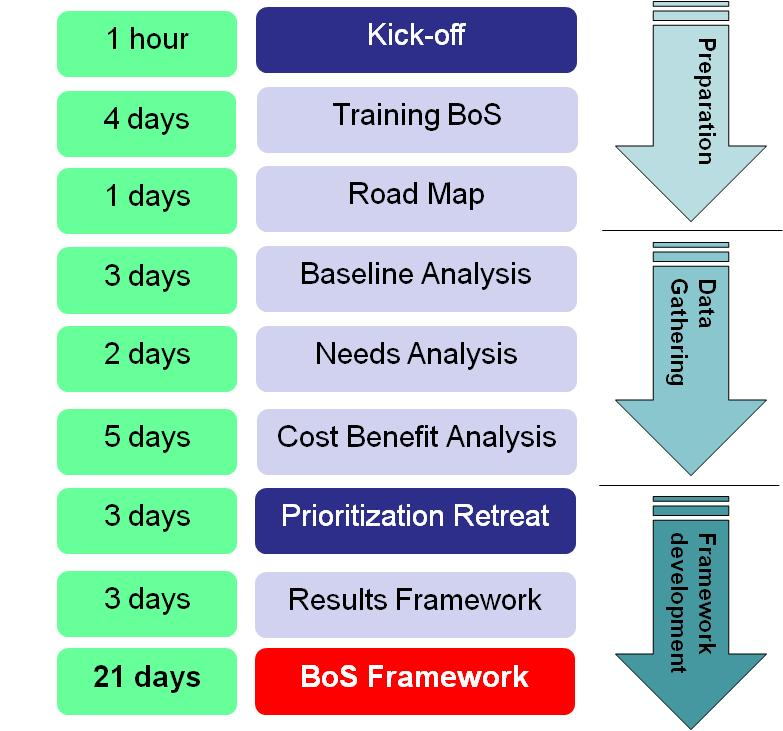 1 hour
Kick-off
4 days
Training BoS
1 days
Road Map
Preparation
3 days
Baseline Analysis
2 days
Needs Analysis
5 days
Cost Benefit Analysis
Data
Gathering
3 days
Prioritization Retreat
3 days
Results Framework
21 days
BoS Framework
Framework
development